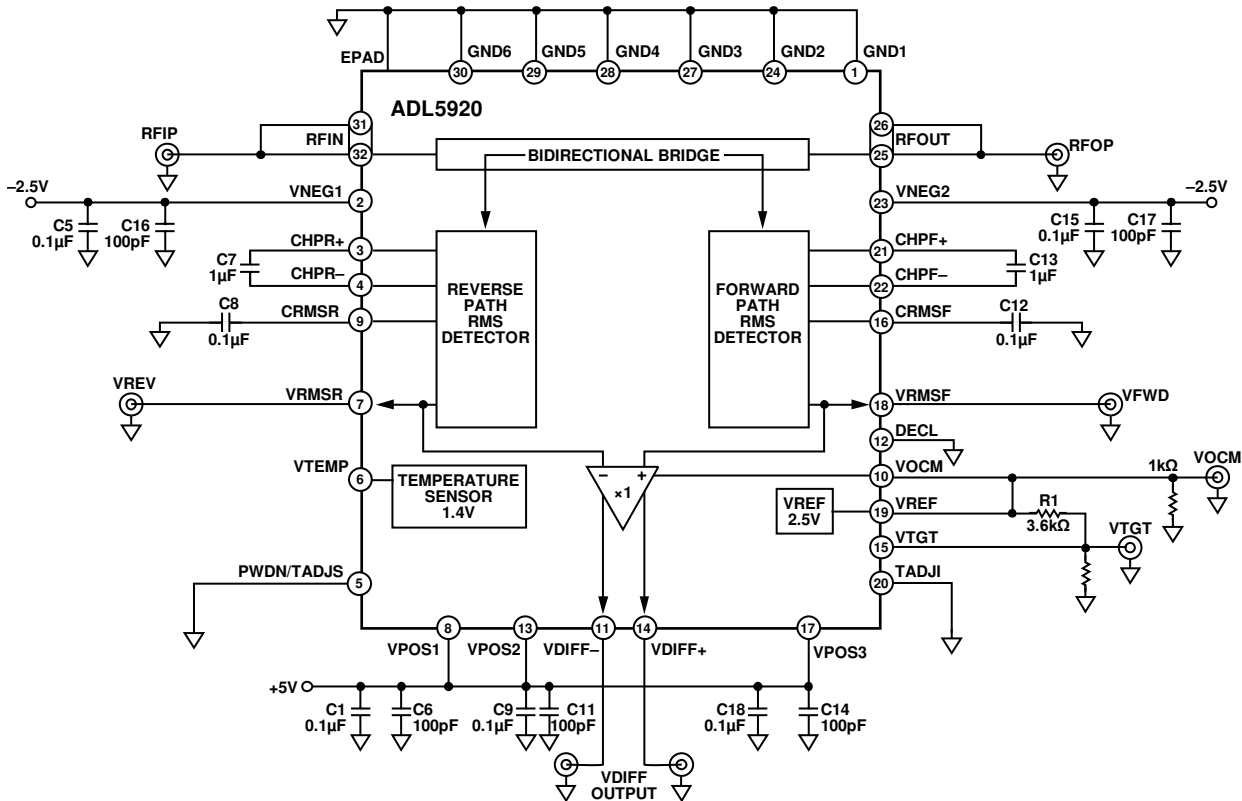 EPAD
GND6
GND5
GND4
GND3
GND2
GND1
30
29
28
27
24
1
ADL5920
31
26
RFIP
RFIN
RFOUT
RFOP
32
BIDIRECTIONAL BRIDGE
25
–2.5V
VNEG1
VNEG2
–2.5V
2
23
C5
0.1µF
C16
100pF
C15
0.1µF
C17
100pF
CHPR+
CHPF+
3
21
C7
1µF
C13
1µF
CHPR–
CHPF–
4
22
REVERSE
PATH
RMS
DETECTOR
FORWARD
PATH
RMS
DETECTOR
C8
0.1µF
CRMSR
9
CRMSF
16
C12
0.1µF
VREV
VRMSR
7
18
VRMSF
VFWD
12
DECL
VTEMP
6
TEMPERATURE
SENSOR
1.4V
–
+
×1
10
VOCM
1kΩ
VOCM
VREF
2.5V
19
VREF
R1
3.6kΩ
VTGT
15
VTGT
PWDN/TADJS
5
20
TADJI
8
13
11
14
17
VPOS1
VPOS2
VDIFF–
VDIFF+
VPOS3
+5V
C1
0.1µF
C6
100pF
C9
0.1µF
C11
100pF
C18
0.1µF
C14
100pF
VDIFF
OUTPUT